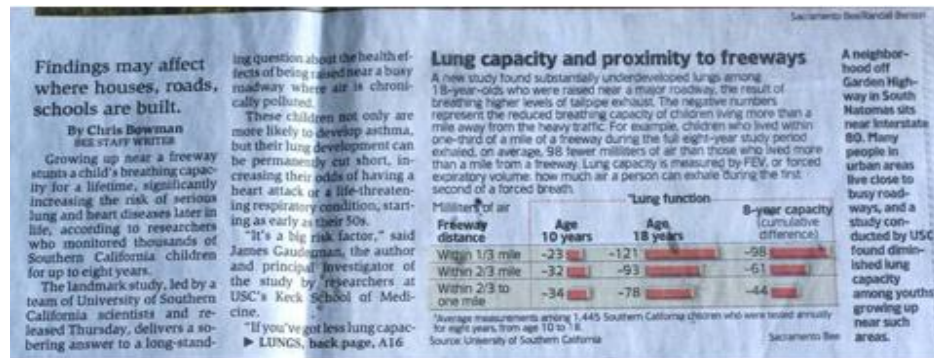 Sacramento Bee/Randall Benton
Findings may affect
where houses, roads,
schools are built.
By Chris Bowman
BEE STAFF WRITER
Growing up near a freeway
stunts a child's breathing capac-
ity for a lifetime, significantly
increasing the risk of serious
lung and heart diseases later in
life, according to researchers
who monitored thousands of
Southern California children
for up to eight years.
The landmark study, led by a
team of University of Southern
California scientists and re-
leased Thursday, delivers a so-
bering answer to a long-stand-
ing question about the health ef-
fects of being raised near a busy
roadway where air is chroni-
cally polluted.
These children not only are
more likely to develop asthma,
but their lung development can
be permanently cut short, in-
creasing their odds of having a
heart attack or a life-threaten-
ing respiratory condition, start-
ing as early as their 50s.
"It's a big risk factor," said
James Gauderman, the author
and principal investigator of
the study by researchers at
USC's Keck School of Medi-
cine.
"If you've got less lung capac-
▶ LUNGS, back page, A16
Lung capacity and proximity to freeways
A new study found substantially underdeveloped lungs among
18-year-olds who were raised near a major roadway, the result of
breathing higher levels of tailpipe exhaust. The negative numbers
represent the reduced breathing capacity of children living more than a
mile away from the heavy traffic. For example, children who lived within
one-third of a mile of a freeway during the full eight-year study period
exhaled, on average, 98 fewer milliliters of air than those who lived more
than a mile from a freeway. Lung capacity is measured by FEV, or forced
expiratory volume: how much air a person can exhale during the first
second of a forced breath.
Milliliters of air
*Lung function
Freeway distance
Age 10 years
Age 18 years
8-year capacity (cumulative difference)
Within 1/3 mile -23 -121 -98
Within 2/3 mile -32 -93 -61
Within 2/3 to one mile -34 -78 -44
*Average measurements among 1,445 Southern California children who were tested annually
for eight years, from age 10 to 18.
Source: University of Southern California
Sacramento Bee
A neighbor-
hood off
Garden High-
way in South
Natomas sits
near Interstate
80. Many
people in
urban areas
live close to
busy road-
ways, and a
study con-
ducted by USC
found dimin-
ished lung
capacity
among youths
growing up
near such
areas.